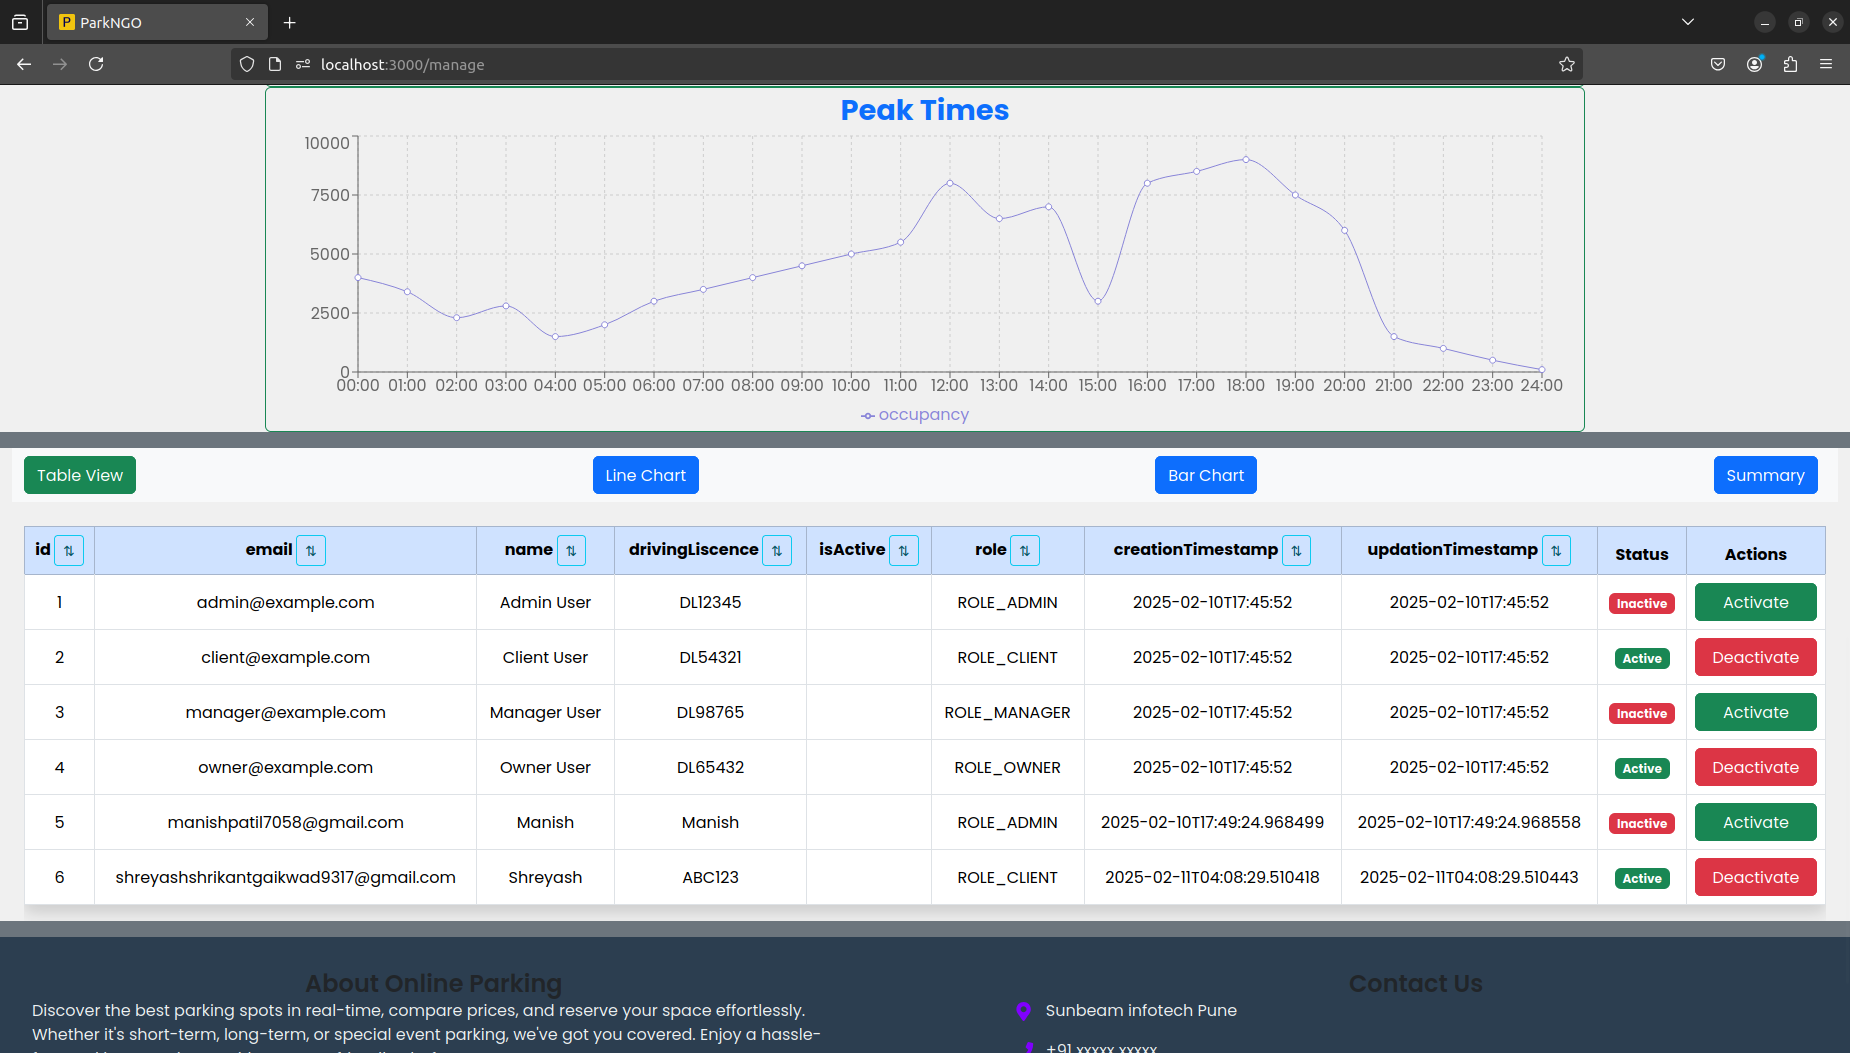 ParkNGO
localhost:3000/manage
Peak Times
10000
7500
5000
2500
0
00:00 01:00 02:00 03:00 04:00 05:00 06:00 07:00 08:00 09:00 10:00 11:00 12:00 13:00 14:00 15:00 16:00 17:00 18:00 19:00 20:00 21:00 22:00 23:00 24:00
occupancy
Table View Line Chart Bar Chart Summary
id email name drivingLiscence isActive role creationTimestamp updationTimestamp Status Actions
1 admin@example.com Admin User DL12345 ROLE_ADMIN 2025-02-10T17:45:52 2025-02-10T17:45:52 Inactive Activate
2 client@example.com Client User DL54321 ROLE_CLIENT 2025-02-10T17:45:52 2025-02-10T17:45:52 Active Deactivate
3 manager@example.com Manager User DL98765 ROLE_MANAGER 2025-02-10T17:45:52 2025-02-10T17:45:52 Inactive Activate
4 owner@example.com Owner User DL65432 ROLE_OWNER 2025-02-10T17:45:52 2025-02-10T17:45:52 Active Deactivate
5 manishpatil7058@gmail.com Manish Manish ROLE_ADMIN 2025-02-10T17:49:24.968499 2025-02-10T17:49:24.968558 Inactive Activate
6 shreyashshrikantgaikwad9317@gmail.com Shreyash ABC123 ROLE_CLIENT 2025-02-11T04:08:29.510418 2025-02-11T04:08:29.510443 Active Deactivate
About Online Parking
Discover the best parking spots in real-time, compare prices, and reserve your space effortlessly.
Whether it's short-term, long-term, or special event parking, we've got you covered. Enjoy a hassle-
Contact Us
Sunbeam infotech Pune
+91 xxxxx xxxxx